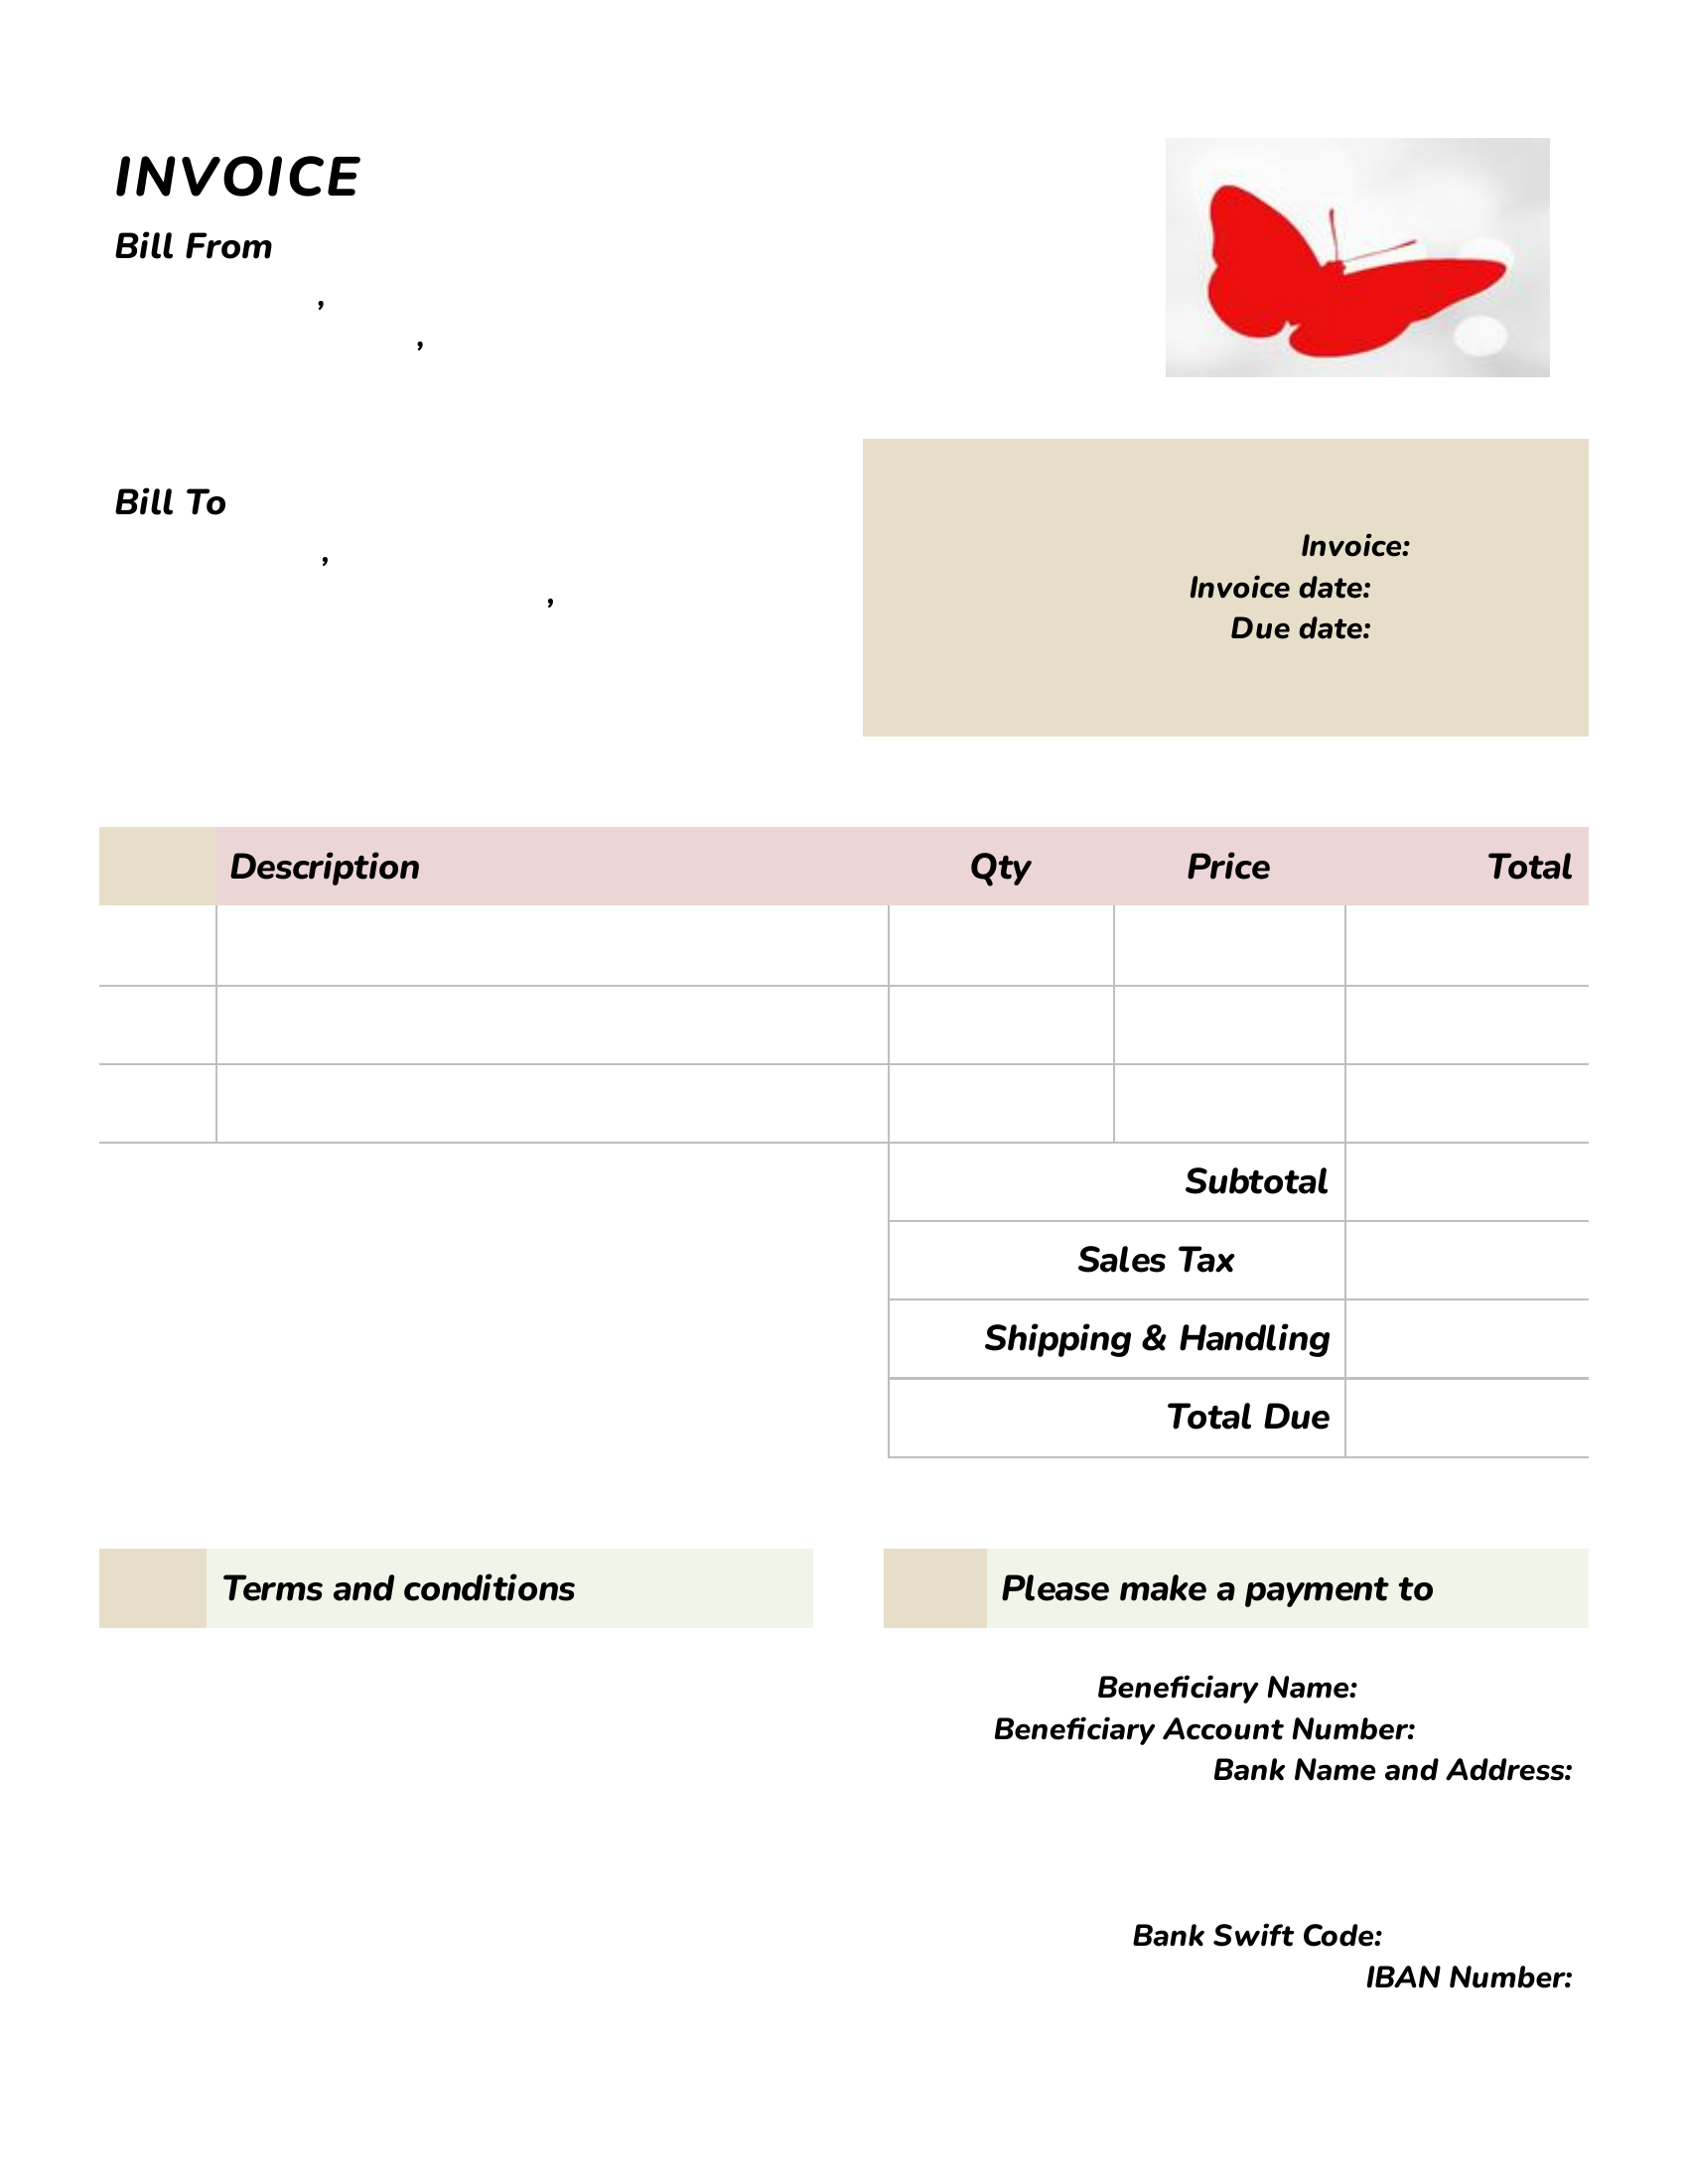 INVOICE
Bill From
,
,
Bill To
,
,
Invoice:
Invoice date:
Due date:
Description Qty Price Total
Subtotal
Sales Tax
Shipping & Handling
Total Due
Terms and conditions
Please make a payment to
Beneficiary Name:
Beneficiary Account Number:
Bank Name and Address:
Bank Swift Code:
IBAN Number: